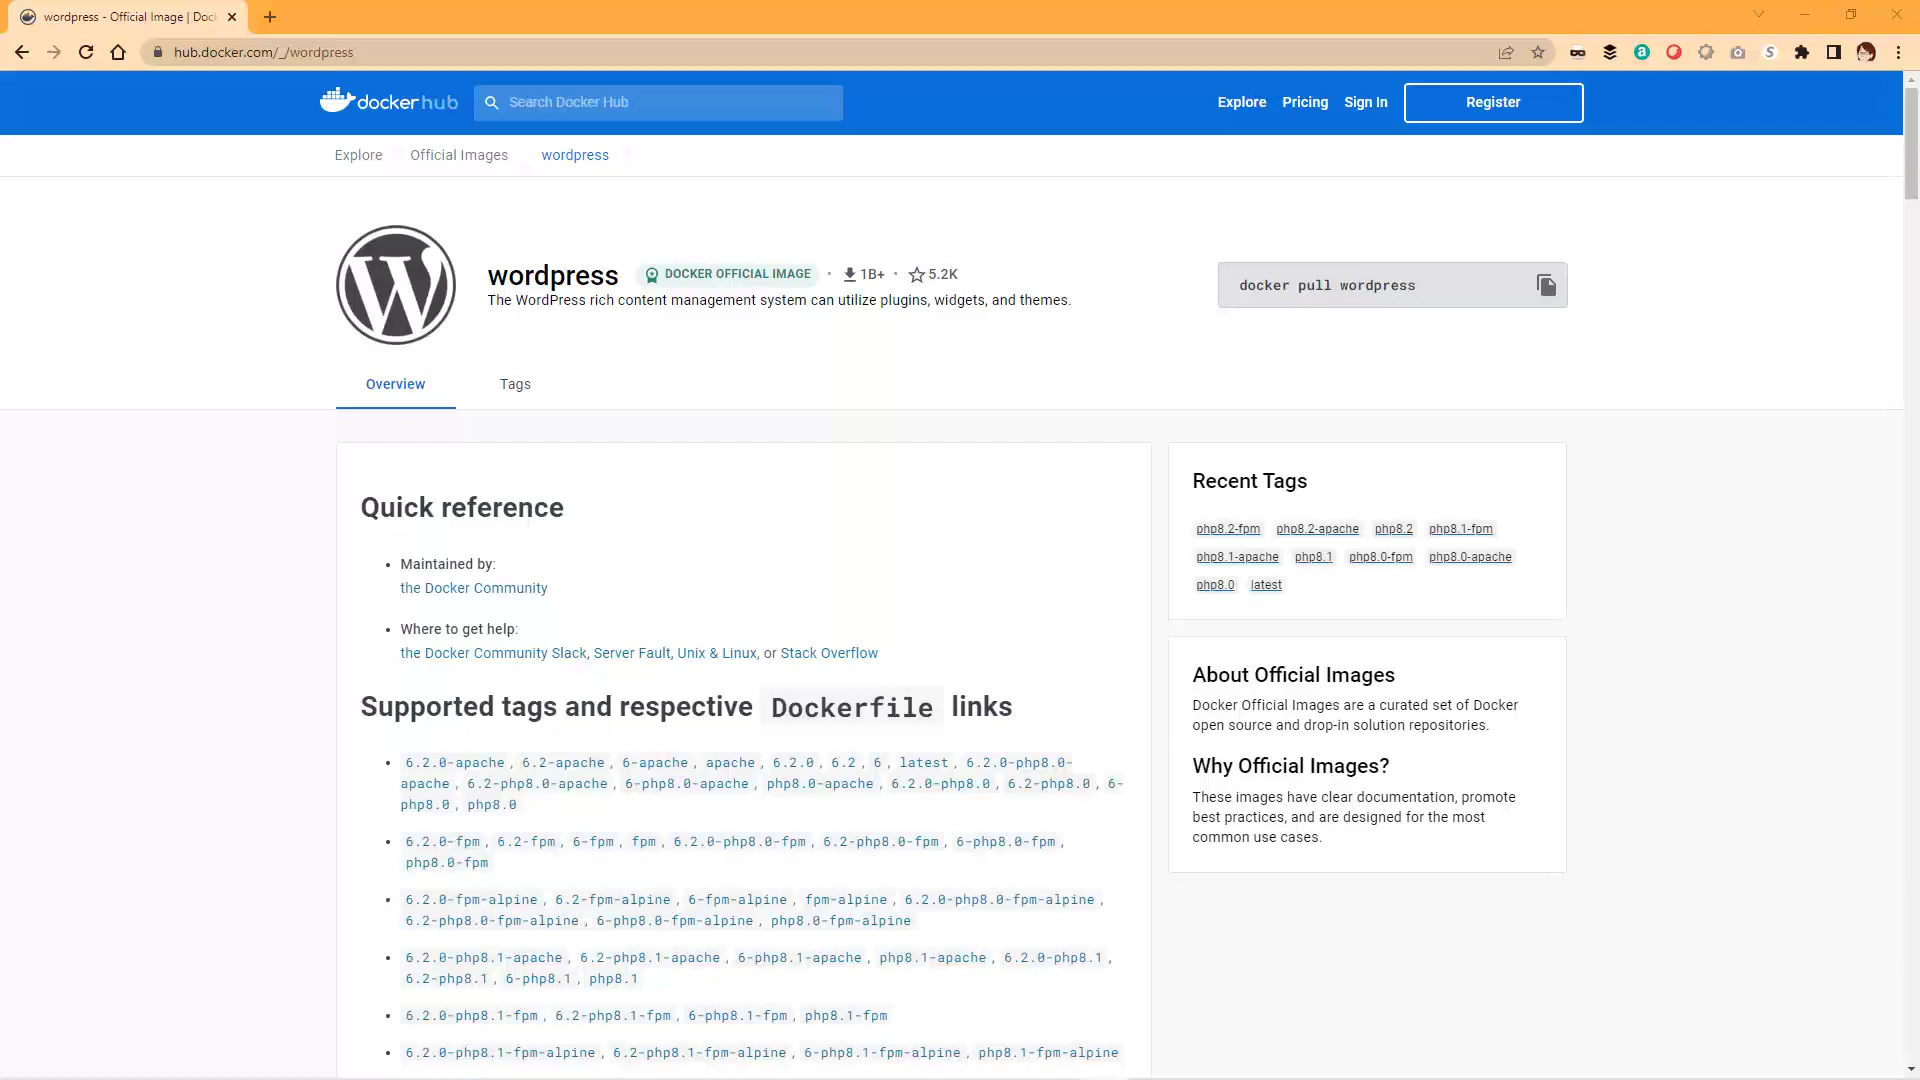 wordpress - Official Image | Doc
hub.docker.com/_/wordpress
dockerhub
Search Docker Hub
Explore
Pricing
Sign In
Register
Explore
Official Images
wordpress
wordpress
DOCKER OFFICIAL IMAGE
1B+
5.2K
The WordPress rich content management system can utilize plugins, widgets, and themes.
docker pull wordpress
Overview
Tags
Quick reference
Maintained by:
the Docker Community
Where to get help:
the Docker Community Slack, Server Fault, Unix & Linux, or Stack Overflow
Supported tags and respective Dockerfile links
6.2.0-apache, 6.2-apache, 6-apache, apache, 6.2.0, 6.2, 6, latest, 6.2.0-php8.0-
apache, 6.2-php8.0-apache, 6-php8.0-apache, php8.0-apache, 6.2.0-php8.0, 6.2-php8.0, 6-
php8.0, php8.0
6.2.0-fpm, 6.2-fpm, 6-fpm, fpm, 6.2.0-php8.0-fpm, 6.2-php8.0-fpm, 6-php8.0-fpm,
php8.0-fpm
6.2.0-fpm-alpine, 6.2-fpm-alpine, 6-fpm-alpine, fpm-alpine, 6.2.0-php8.0-fpm-alpine,
6.2-php8.0-fpm-alpine, 6-php8.0-fpm-alpine, php8.0-fpm-alpine
6.2.0-php8.1-apache, 6.2-php8.1-apache, 6-php8.1-apache, php8.1-apache, 6.2.0-php8.1,
6.2-php8.1, 6-php8.1, php8.1
6.2.0-php8.1-fpm, 6.2-php8.1-fpm, 6-php8.1-fpm, php8.1-fpm
6.2.0-php8.1-fpm-alpine, 6.2-php8.1-fpm-alpine, 6-php8.1-fpm-alpine, php8.1-fpm-alpine
Recent Tags
php8.2-fpm php8.2-apache php8.2 php8.1-fpm
php8.1-apache php8.1 php8.0-fpm php8.0-apache
php8.0 latest
About Official Images
Docker Official Images are a curated set of Docker
open source and drop-in solution repositories.
Why Official Images?
These images have clear documentation, promote
best practices, and are designed for the most
common use cases.